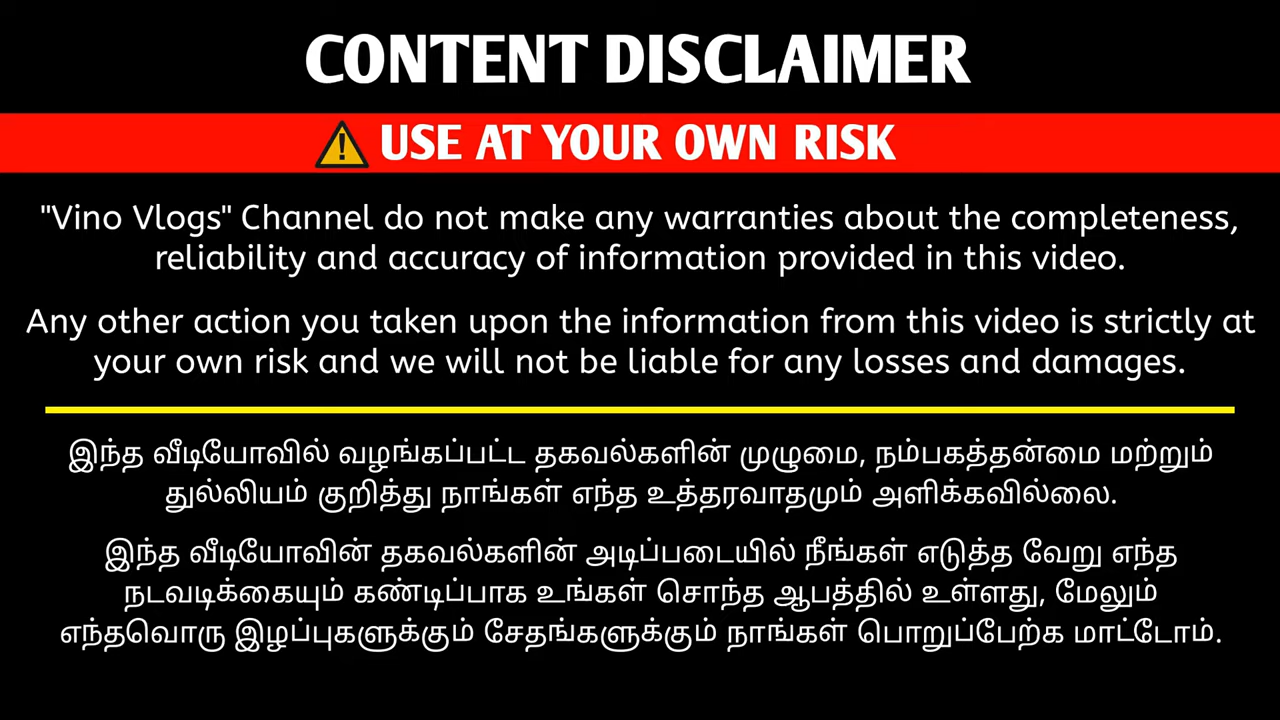 CONTENT DISCLAIMER
USE AT YOUR OWN RISK
"Vino Vlogs" Channel do not make any warranties about the completeness,
reliability and accuracy of information provided in this video.
Any other action you taken upon the information from this video is strictly at
your own risk and we will not be liable for any losses and damages.
இந்த வீடியோவில் வழங்கப்பட்ட தகவல்களின் முழுமை, நம்பகத்தன்மை மற்றும்
துல்லியம் குறித்து நாங்கள் எந்த உத்தரவாதமும் அளிக்கவில்லை.
இந்த வீடியோவின் தகவல்களின் அடிப்படையில் நீங்கள் எடுத்த வேறு எந்த
நடவடிக்கையும் கண்டிப்பாக உங்கள் சொந்த ஆபத்தில் உள்ளது, மேலும்
எந்தவொரு இழப்புகளுக்கும் சேதங்களுக்கும் நாங்கள் பொறுப்பேற்க மாட்டோம்.